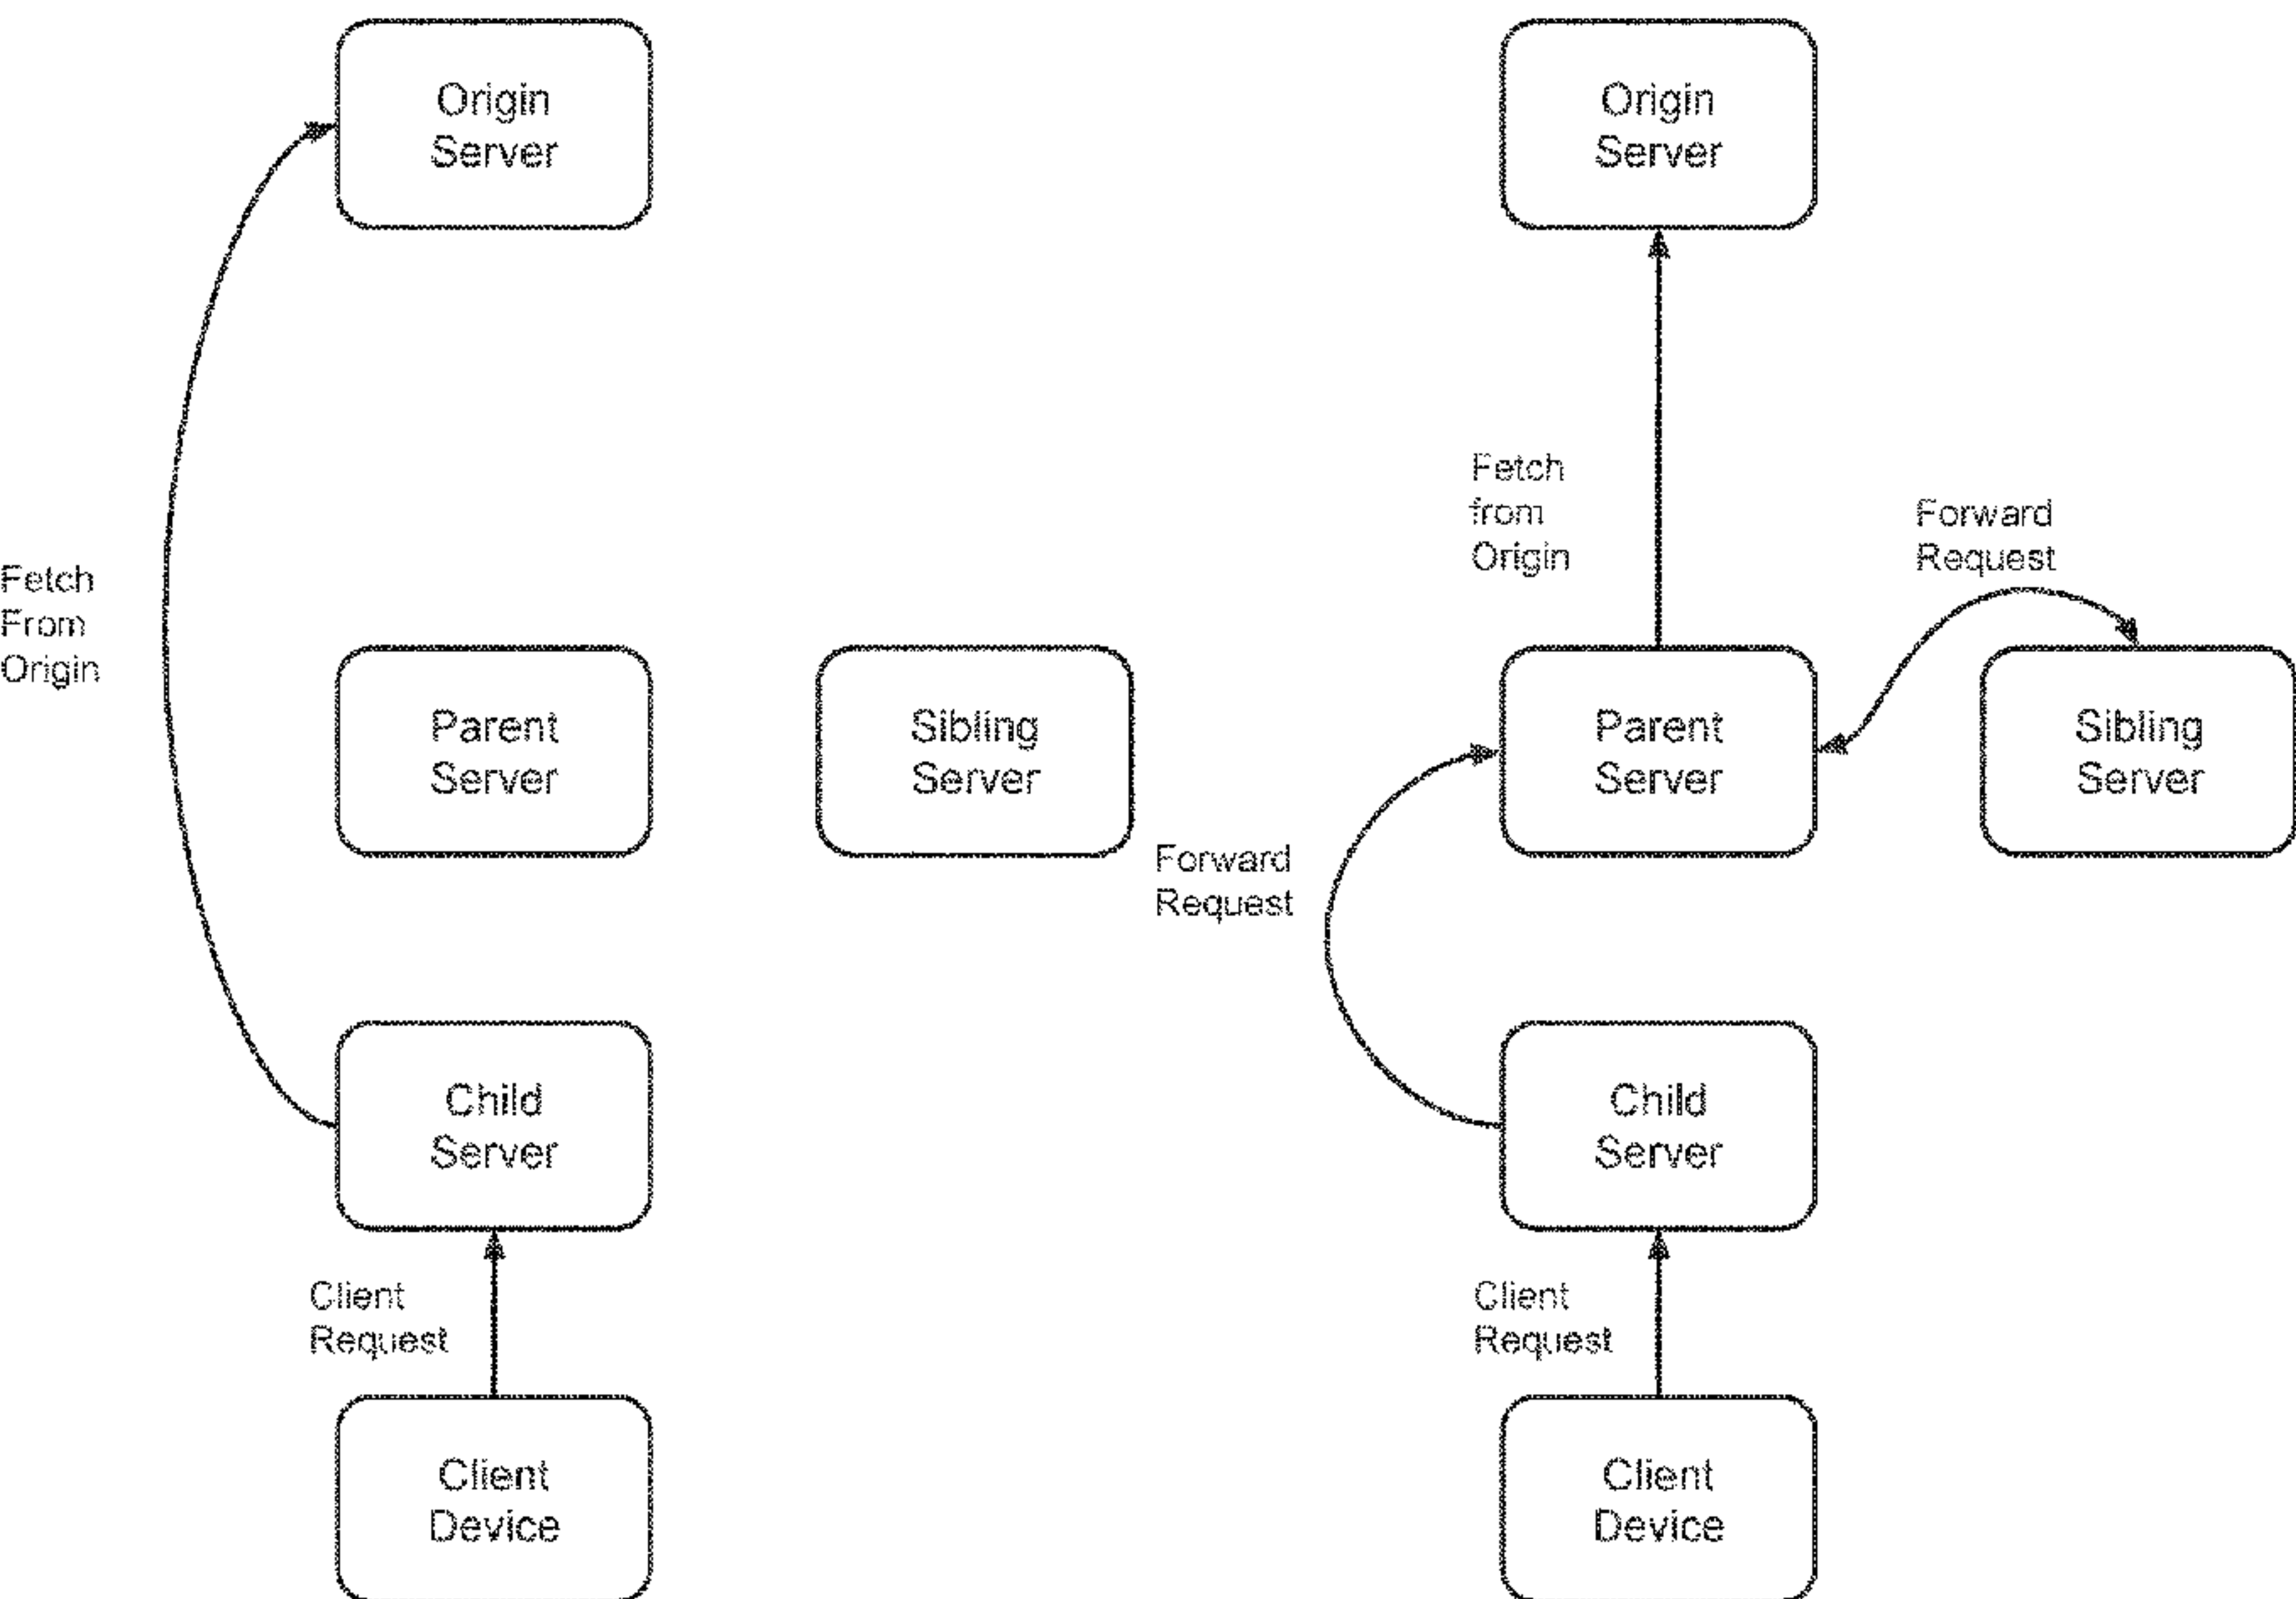 Origin
Server
Fetch
From
Origin
Parent
Server
Sibling
Server
Child
Server
Client
Request
Client
Device
Origin
Server
Fetch
from
Origin
Forward
Request
Parent
Server
Sibling
Server
Forward
Request
Child
Server
Client
Request
Client
Device